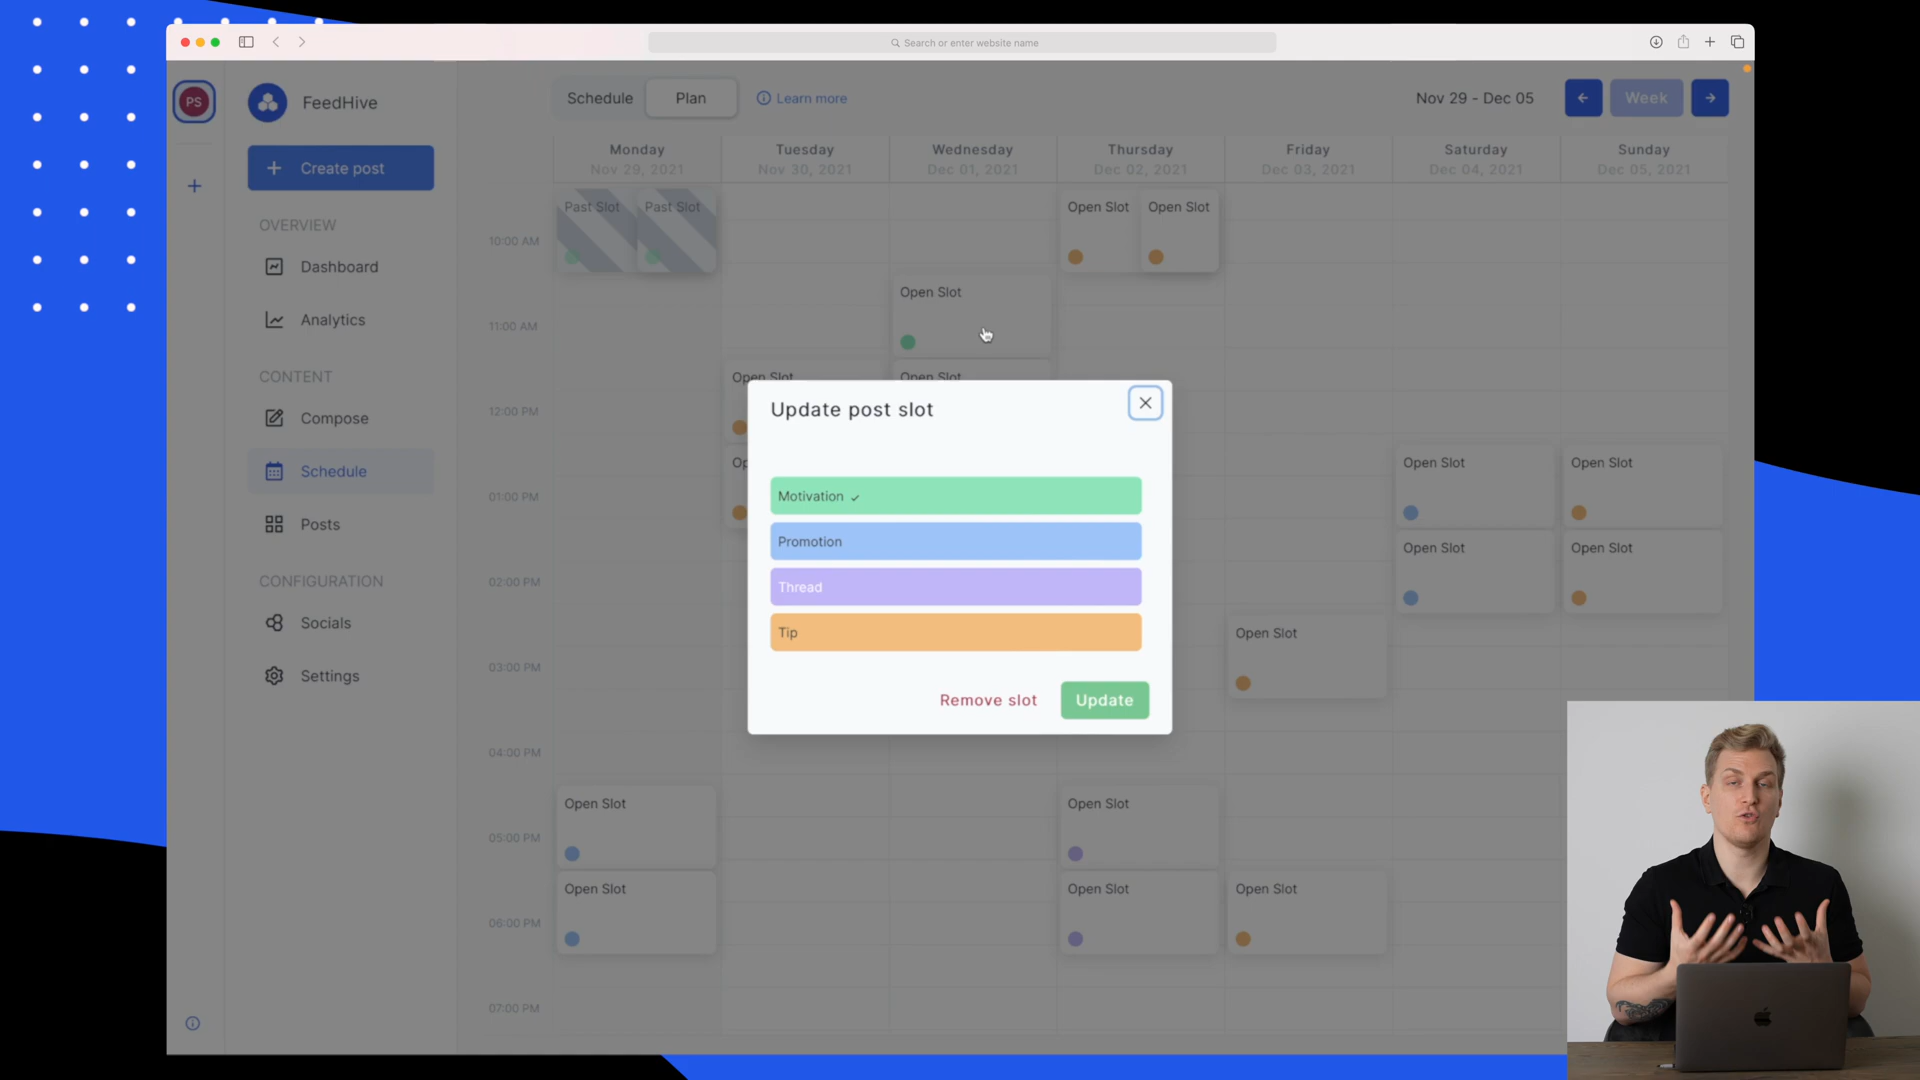 Search or enter website name
PS
FeedHive
Schedule
Plan
Learn more
Nov 29 - Dec 05
Week
Create post
Monday
Nov 29, 2021
Tuesday
Nov 30, 2021
Wednesday
Dec 01, 2021
Thursday
Dec 02, 2021
Friday
Dec 03, 2021
Saturday
Dec 04, 2021
Sunday
Dec 05, 2021
OVERVIEW
Dashboard
Analytics
CONTENT
Compose
Schedule
Posts
CONFIGURATION
Socials
Settings
10:00 AM
Past Slot
Past Slot
Open Slot
Open Slot
11:00 AM
Open Slot
12:00 PM
Open Slot
Open Slot
01:00 PM
Op
Open Slot
Open Slot
02:00 PM
Open Slot
Open Slot
03:00 PM
Open Slot
04:00 PM
05:00 PM
Open Slot
Open Slot
06:00 PM
Open Slot
Open Slot
Open Slot
07:00 PM
Update post slot
Motivation
Promotion
Thread
Tip
Remove slot
Update